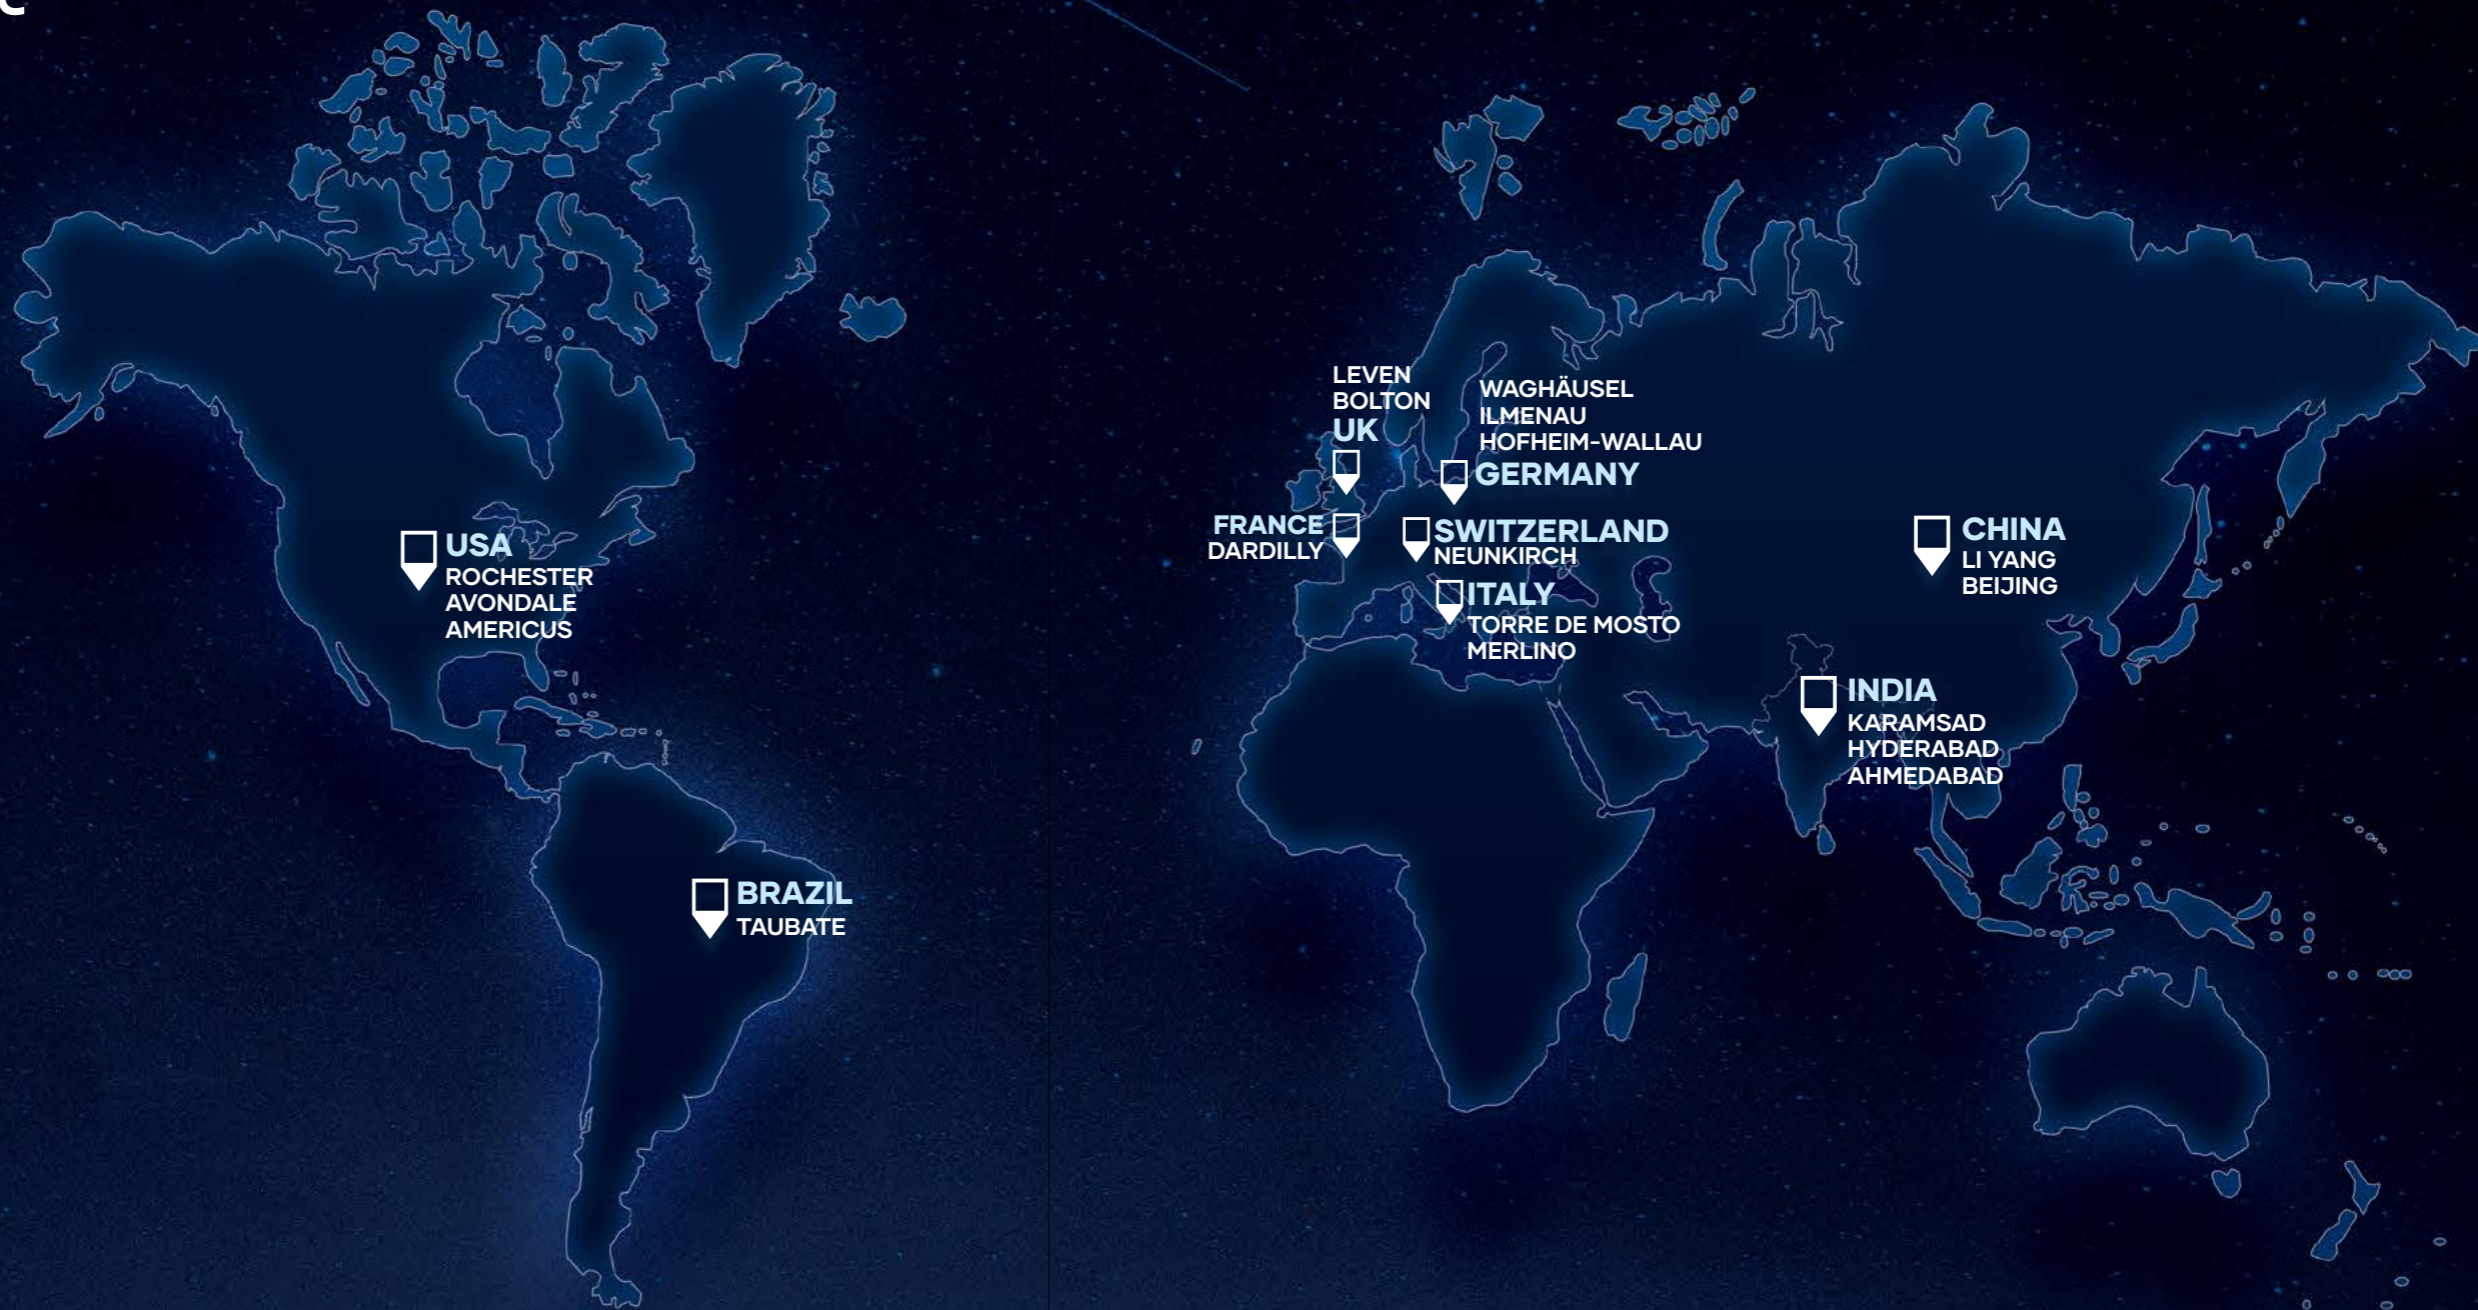 LEVEN
BOLTON
UK
WAGHÄUSEL
ILMENAU
HOFHEIM-WALLAU
GERMANY
FRANCE
DARDILLY
SWITZERLAND
NEUNKIRCH
ITALY
TORRE DE MOSTO
MERLINO
USA
ROCHESTER
AVONDALE
AMERICUS
CHINA
LI YANG
BEIJING
INDIA
KARAMSAD
HYDERABAD
AHMEDABAD
BRAZIL
TAUBATE